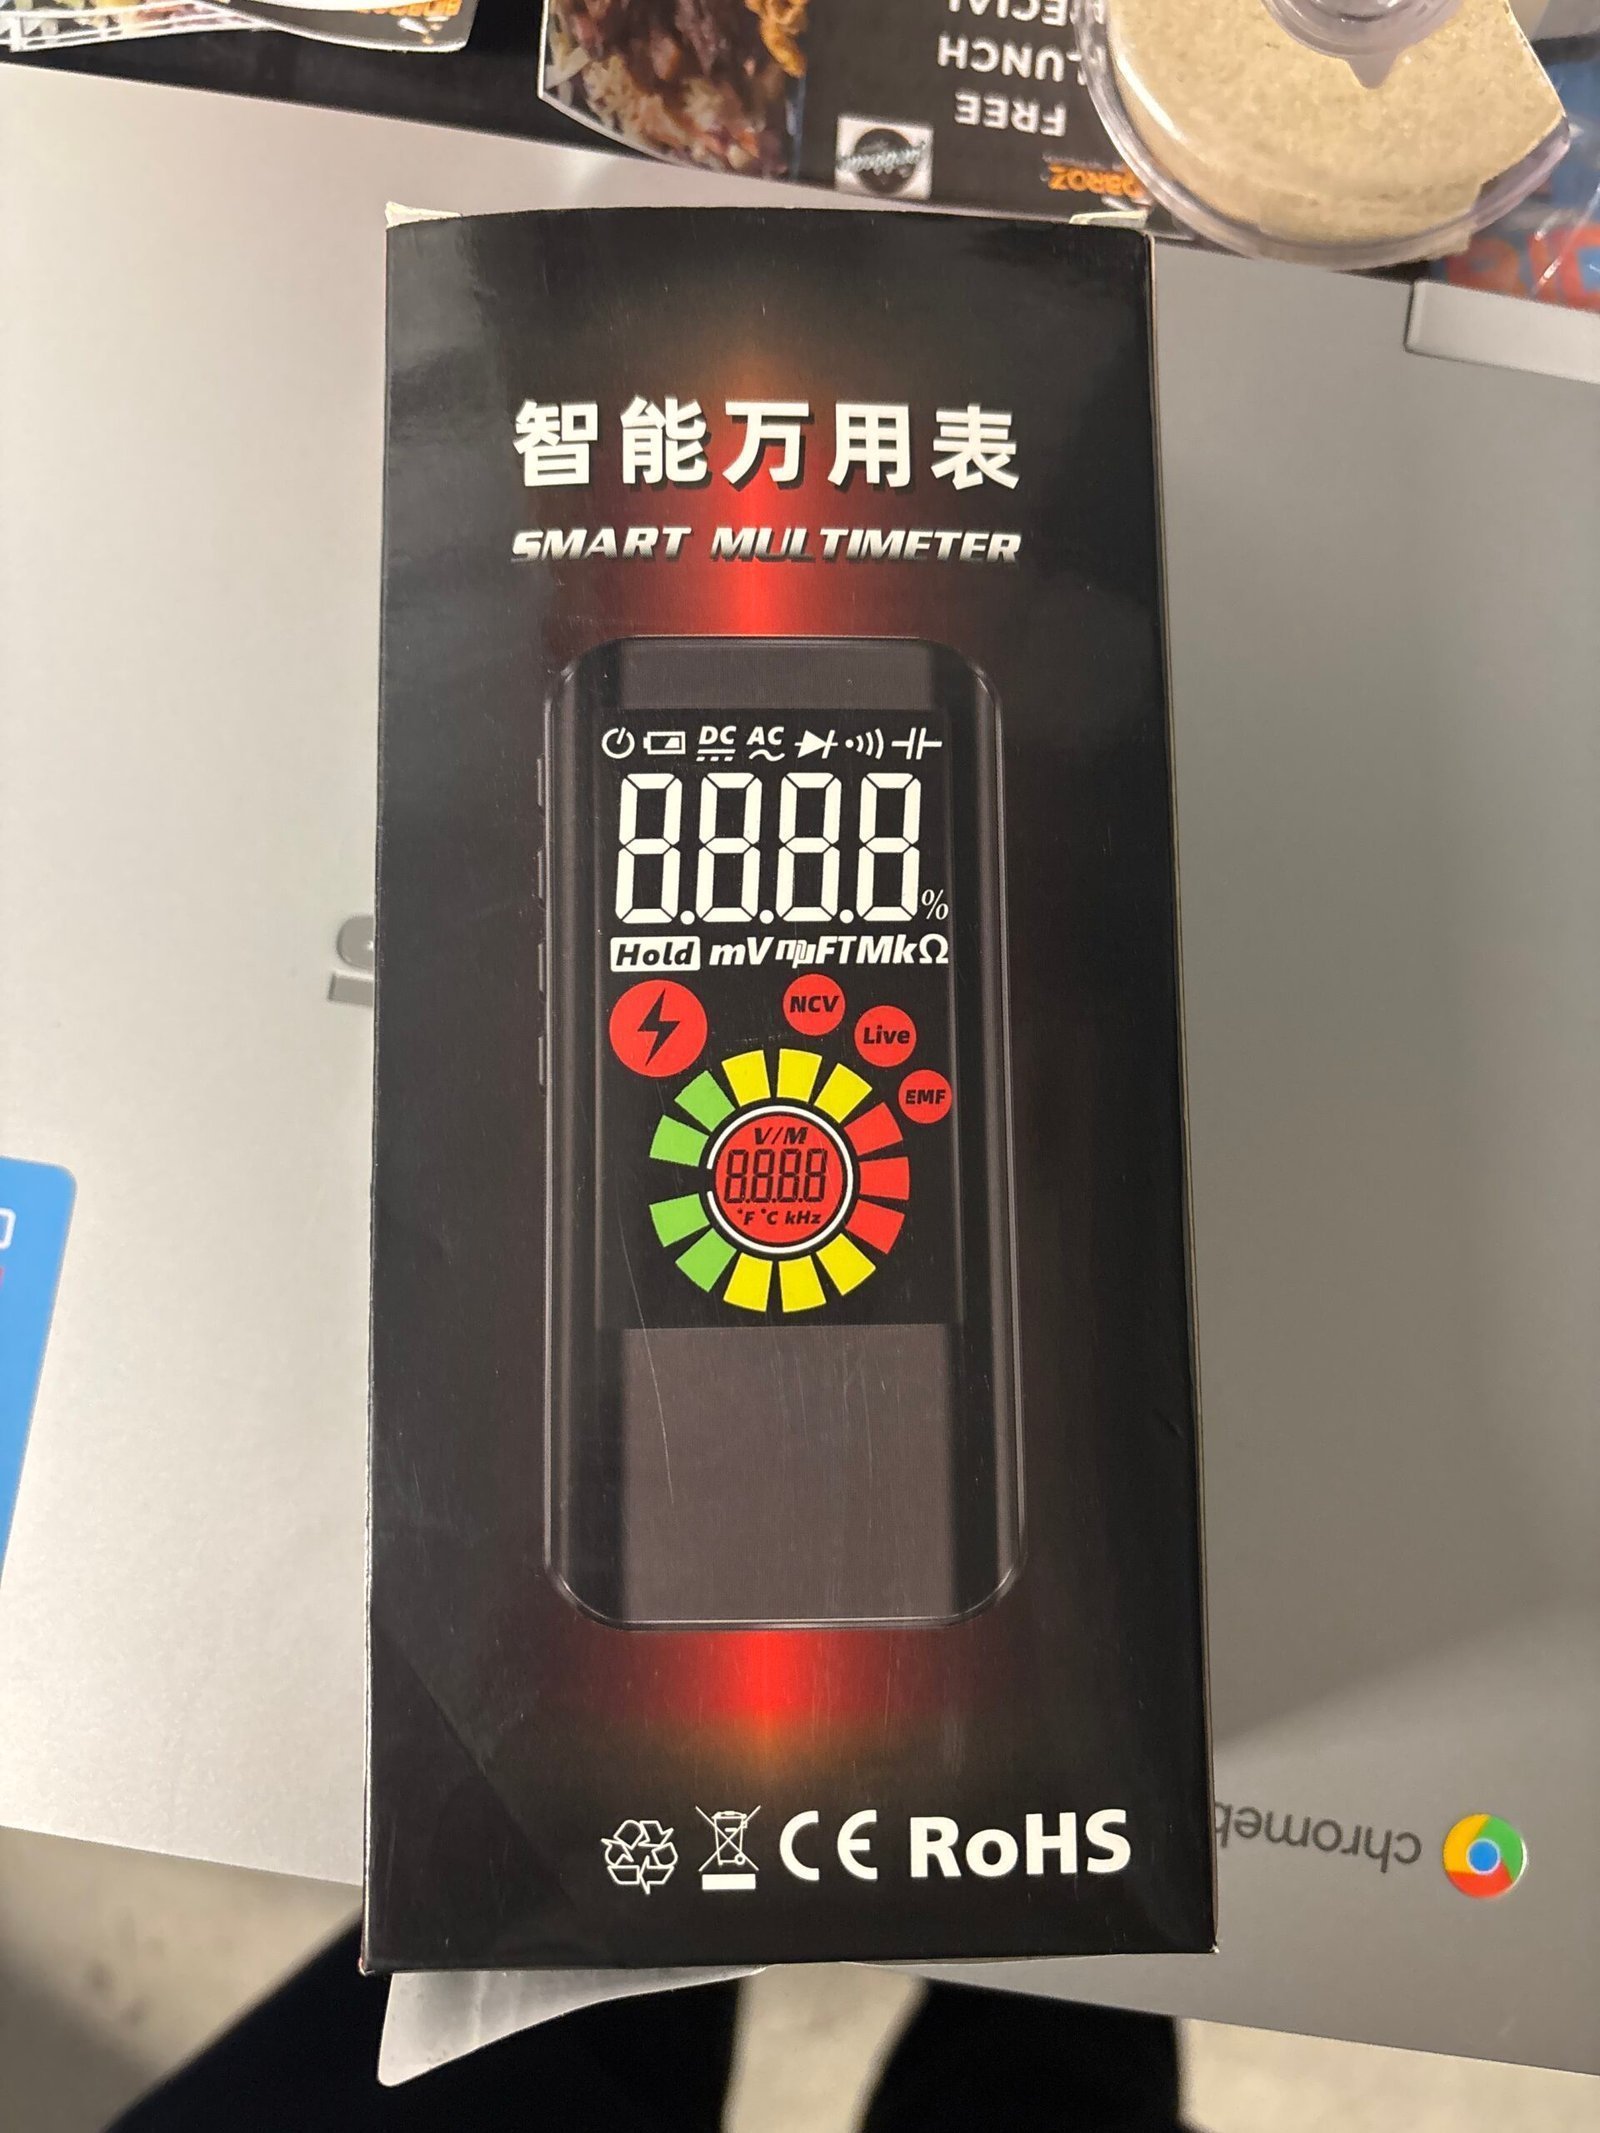 ECIAL
LUNCH
FREE
智能万用表
SMART MULTIMETER
DC AC
8.8.8.8 %
Hold mV nμFTMkΩ
NCV
Live
EMF
V/M
8.8.8.8
°F °C kHz
CE RoHS
chromeb